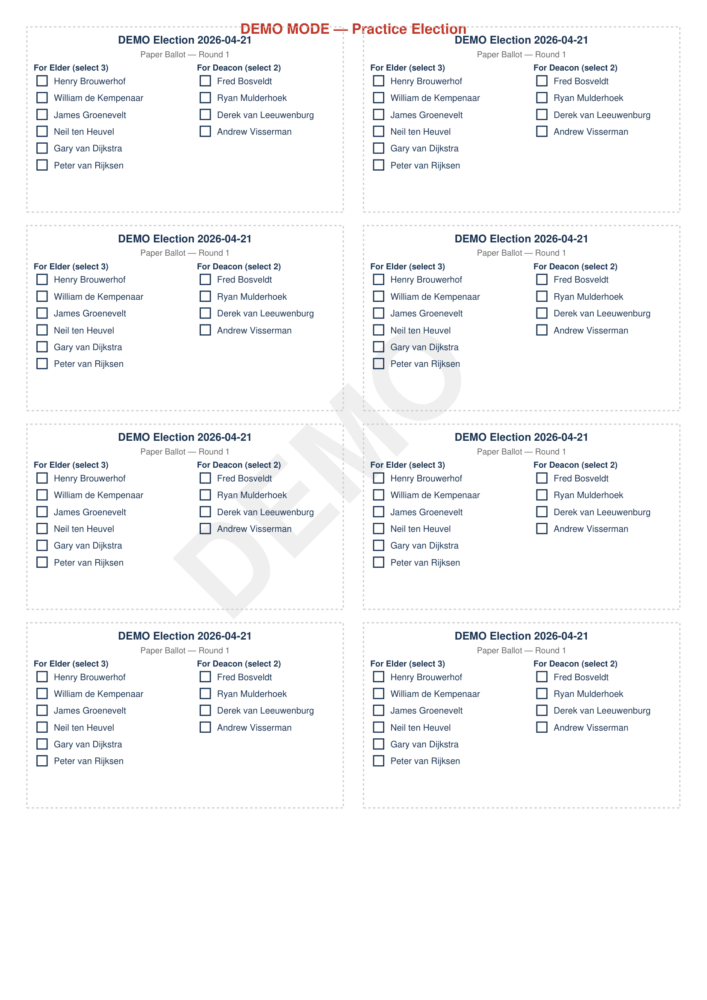 DEMO MODE — Practice Election
DEMO Election 2026-04-21
Paper Ballot — Round 1
For Elder (select 3)
Henry Brouwerhof
William de Kempenaar
James Groenevelt
Neil ten Heuvel
Gary van Dijkstra
Peter van Rijksen
For Deacon (select 2)
Fred Bosveldt
Ryan Mulderhoek
Derek van Leeuwenburg
Andrew Visserman
DEMO Election 2026-04-21
Paper Ballot — Round 1
For Elder (select 3)
Henry Brouwerhof
William de Kempenaar
James Groenevelt
Neil ten Heuvel
Gary van Dijkstra
Peter van Rijksen
For Deacon (select 2)
Fred Bosveldt
Ryan Mulderhoek
Derek van Leeuwenburg
Andrew Visserman
DEMO Election 2026-04-21
Paper Ballot — Round 1
For Elder (select 3)
Henry Brouwerhof
William de Kempenaar
James Groenevelt
Neil ten Heuvel
Gary van Dijkstra
Peter van Rijksen
For Deacon (select 2)
Fred Bosveldt
Ryan Mulderhoek
Derek van Leeuwenburg
Andrew Visserman
DEMO Election 2026-04-21
Paper Ballot — Round 1
For Elder (select 3)
Henry Brouwerhof
William de Kempenaar
James Groenevelt
Neil ten Heuvel
Gary van Dijkstra
Peter van Rijksen
For Deacon (select 2)
Fred Bosveldt
Ryan Mulderhoek
Derek van Leeuwenburg
Andrew Visserman
DEMO Election 2026-04-21
Paper Ballot — Round 1
For Elder (select 3)
Henry Brouwerhof
William de Kempenaar
James Groenevelt
Neil ten Heuvel
Gary van Dijkstra
Peter van Rijksen
For Deacon (select 2)
Fred Bosveldt
Ryan Mulderhoek
Derek van Leeuwenburg
Andrew Visserman
DEMO Election 2026-04-21
Paper Ballot — Round 1
For Elder (select 3)
Henry Brouwerhof
William de Kempenaar
James Groenevelt
Neil ten Heuvel
Gary van Dijkstra
Peter van Rijksen
For Deacon (select 2)
Fred Bosveldt
Ryan Mulderhoek
Derek van Leeuwenburg
Andrew Visserman
DEMO Election 2026-04-21
Paper Ballot — Round 1
For Elder (select 3)
Henry Brouwerhof
William de Kempenaar
James Groenevelt
Neil ten Heuvel
Gary van Dijkstra
Peter van Rijksen
For Deacon (select 2)
Fred Bosveldt
Ryan Mulderhoek
Derek van Leeuwenburg
Andrew Visserman
DEMO Election 2026-04-21
Paper Ballot — Round 1
For Elder (select 3)
Henry Brouwerhof
William de Kempenaar
James Groenevelt
Neil ten Heuvel
Gary van Dijkstra
Peter van Rijksen
For Deacon (select 2)
Fred Bosveldt
Ryan Mulderhoek
Derek van Leeuwenburg
Andrew Visserman
DEMO